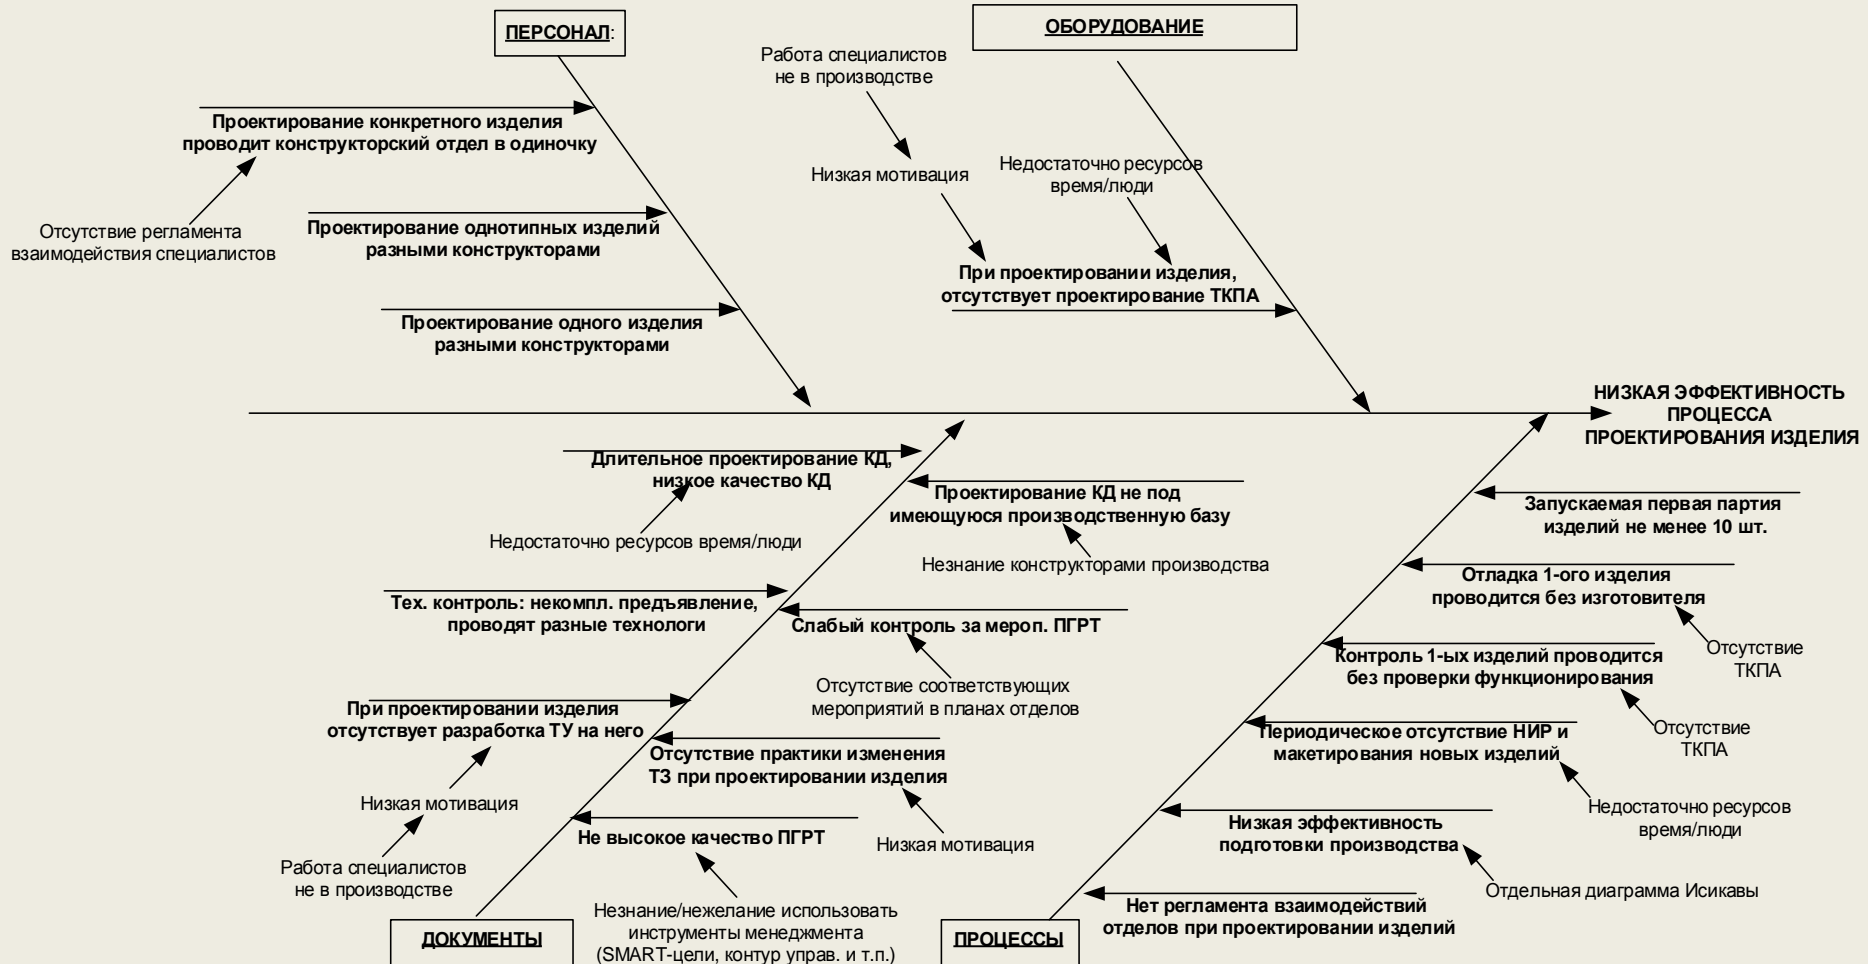 ПЕРСОНАЛ:
ОБОРУДОВАНИЕ
Работа специалистов
не в производстве
Проектирование конкретного изделия
проводит конструкторский отдел в одиночку
Низкая мотивация
Недостаточно ресурсов
время/люди
Отсутствие регламента
взаимодействия специалистов
Проектирование однотипных изделий
разными конструкторами
При проектировании изделия,
отсутствует проектирование ТКПА
Проектирование одного изделия
разными конструкторами
НИЗКАЯ ЭФФЕКТИВНОСТЬ
ПРОЦЕССА
ПРОЕКТИРОВАНИЯ ИЗДЕЛИЯ
Длительное проектирование КД,
низкое качество КД
Недостаточно ресурсов время/люди
Проектирование КД не под
имеющуюся производственную базу
Незнание конструкторами производства
Тех. контроль: некомпл. предъявление,
проводят разные технологи
Слабый контроль за мероп. ПГРТ
Отсутствие соответствующих
мероприятий в планах отделов
При проектировании изделия
отсутствует разработка ТУ на него
Низкая мотивация
Работа специалистов
не в производстве
Отсутствие практики изменения
ТЗ при проектировании изделия
Низкая мотивация
Не высокое качество ПГРТ
Незнание/нежелание использовать
инструменты менеджмента
(SMART-цели, контур управ. и т.п.)
ДОКУМЕНТЫ
Запускаемая первая партия
изделий не менее 10 шт.
Отладка 1-ого изделия
проводится без изготовителя
Отсутствие
ТКПА
Контроль 1-ых изделий проводится
без проверки функционирования
Отсутствие
ТКПА
Периодическое отсутствие НИР и
макетирования новых изделий
Недостаточно ресурсов
время/люди
Низкая эффективность
подготовки производства
Отдельная диаграмма Исикавы
Нет регламента взаимодействий
отделов при проектировании изделий
ПРОЦЕССЫ